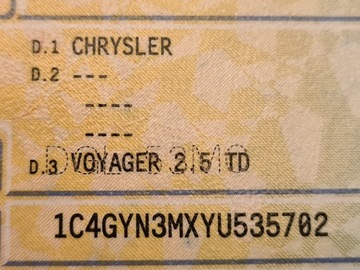 D.1 CHRYSLER
D.2 ---
----
----
D.3 VOYAGER 2.5 TD
1C4GYN3MXYU535702